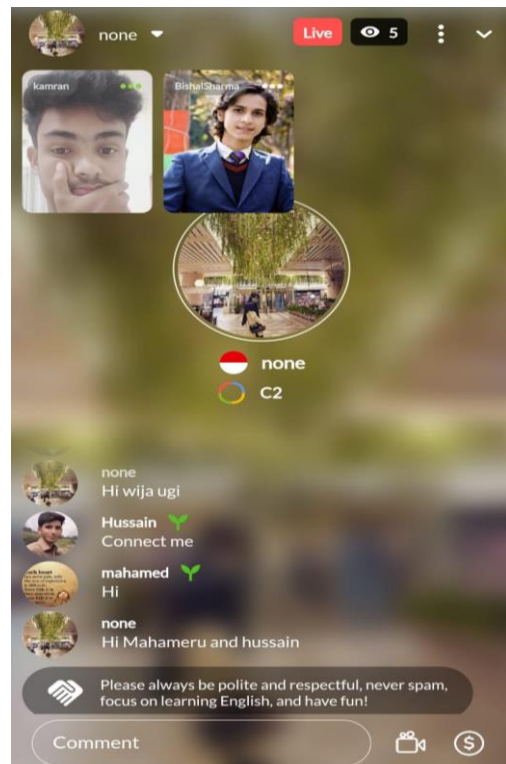 none
Live
5
kamran
BishalSharma
none
C2
none
Hi wija ugi
Hussain
Connect me
mahamed
Hi
none
Hi Mahameru and hussain
Please always be polite and respectful, never spam,
focus on learning English, and have fun!
Comment